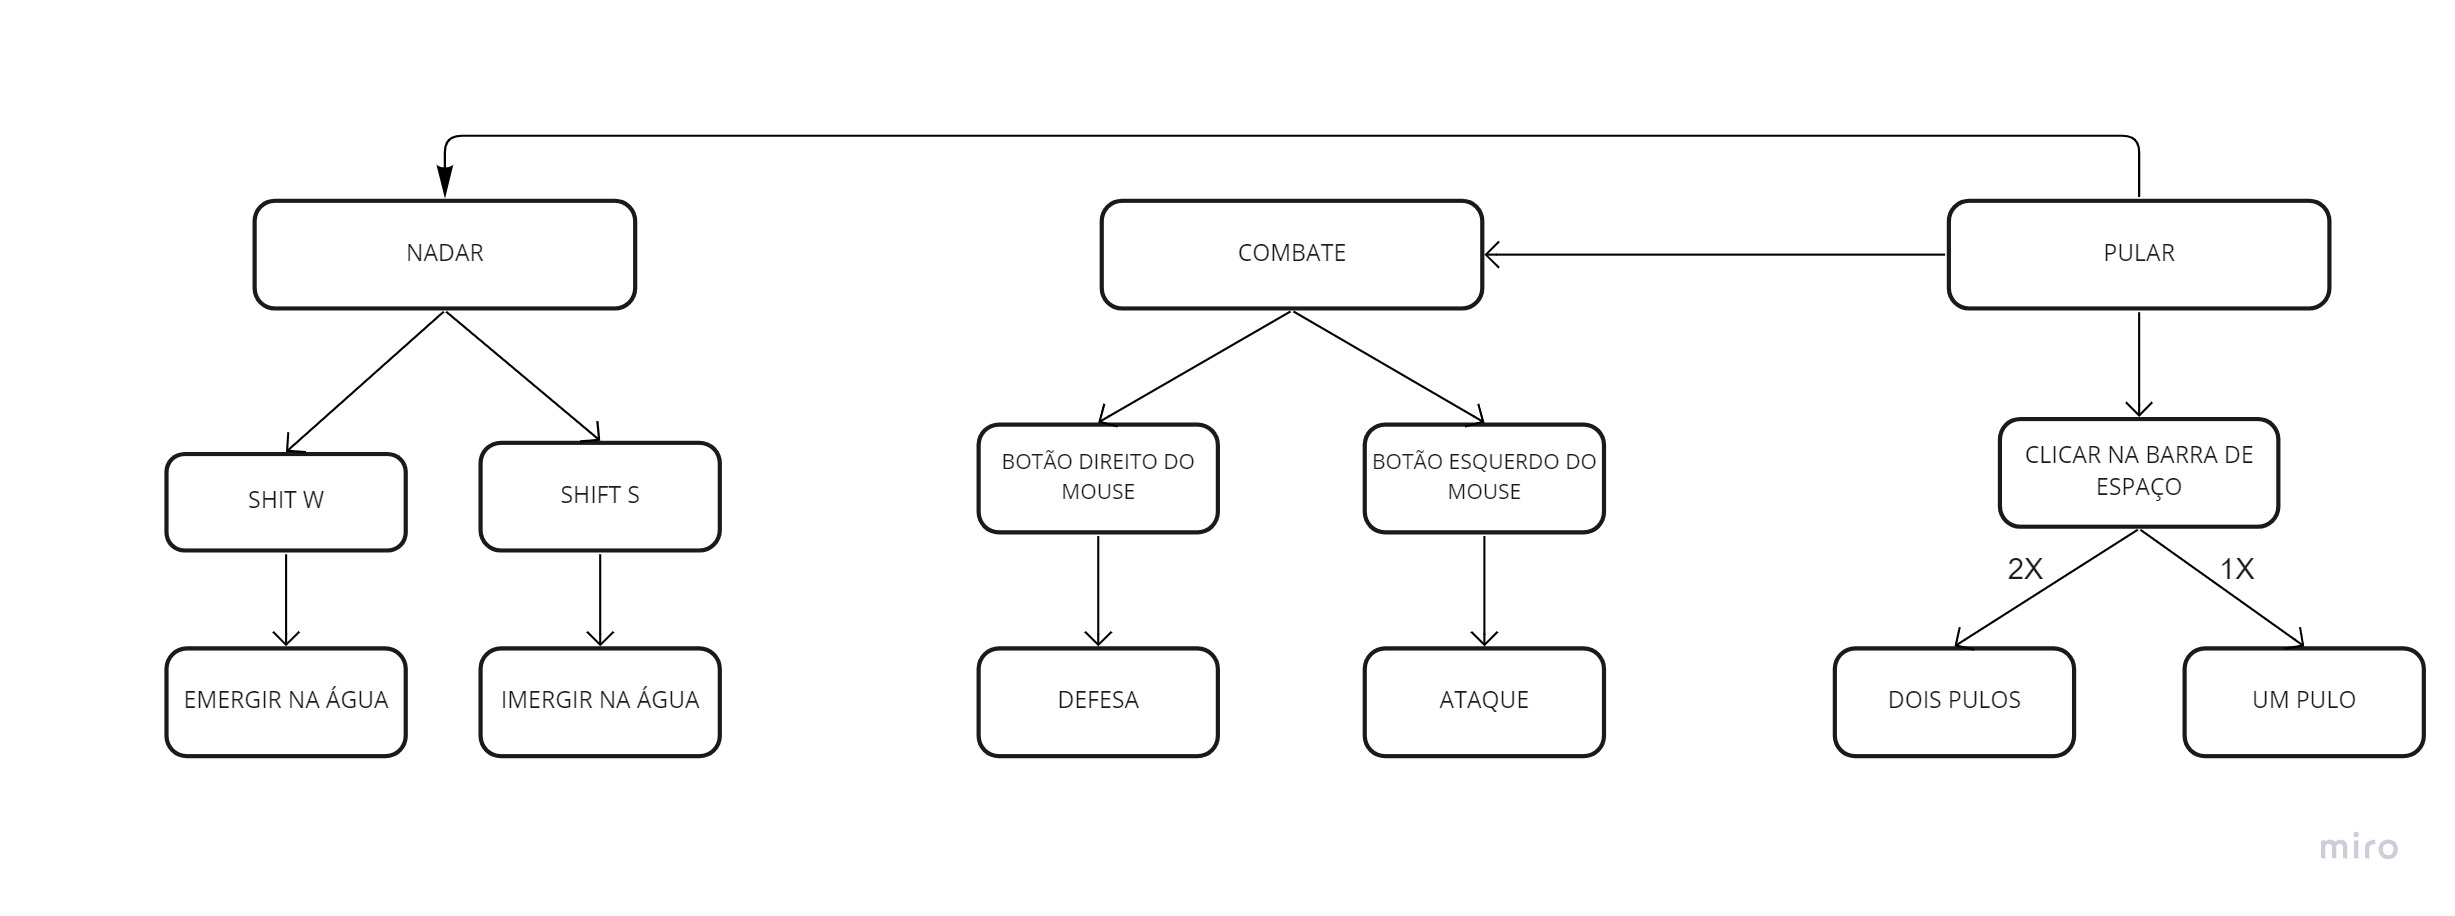 NADAR
COMBATE
PULAR
SHIT W
SHIFT S
BOTÃO DIREITO DO
MOUSE
BOTÃO ESQUERDO DO
MOUSE
CLICAR NA BARRA DE
ESPAÇO
2X
1X
EMERGIR NA ÁGUA
IMERGIR NA ÁGUA
DEFESA
ATAQUE
DOIS PULOS
UM PULO
miro